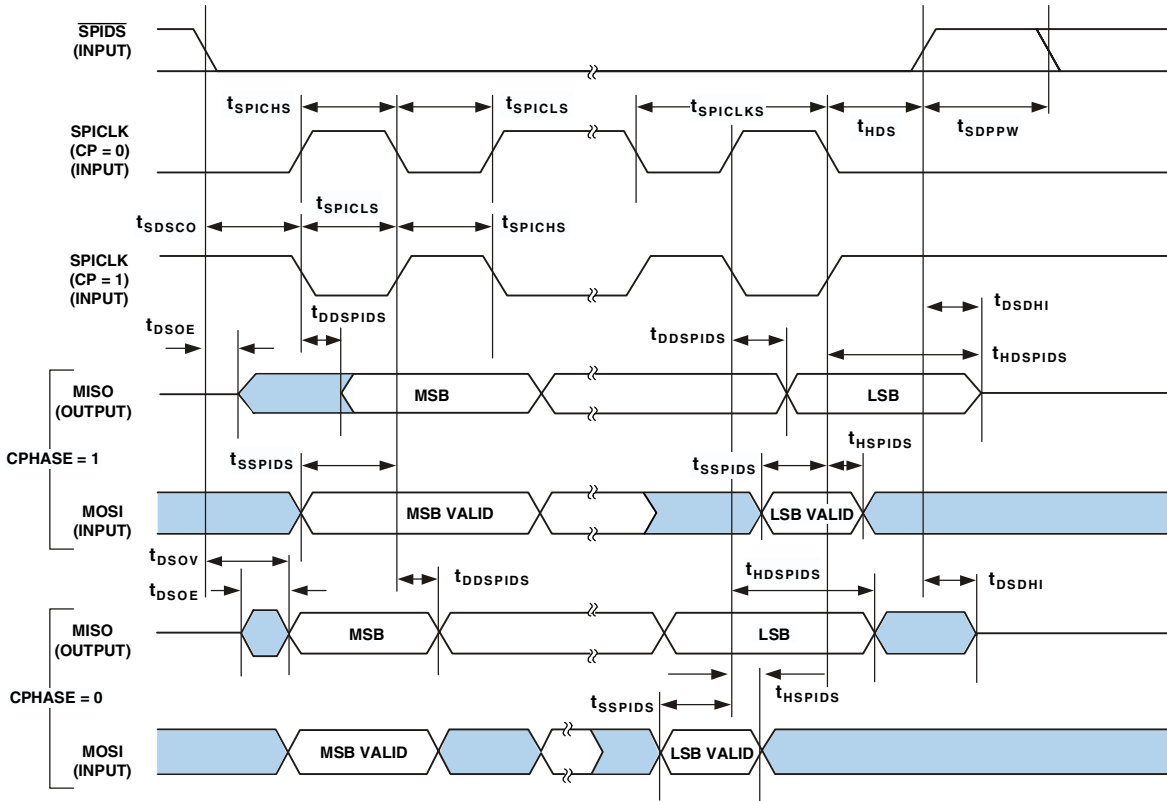 SPIDS
(INPUT)
tSPICHS
tSPICLS
tSPICLKS
tHDS
tSDPPW
SPICLK
(CP = 0)
(INPUT)
tSDSCO
tSPICLS
tSPICHS
SPICLK
(CP = 1)
(INPUT)
tDSOE
tDDSPIDS
tDDSPIDS
tDSDHI
tHDSPIDS
MISO
(OUTPUT)
MSB
LSB
CPHASE = 1
tSSPIDS
tSSPIDS
tHSPIDS
MOSI
(INPUT)
MSB VALID
LSB VALID
tDSOV
tDSOE
tDDSPIDS
tHDSPIDS
tDSDHI
MISO
(OUTPUT)
MSB
LSB
CPHASE = 0
tSSPIDS
tHSPIDS
MOSI
(INPUT)
MSB VALID
LSB VALID